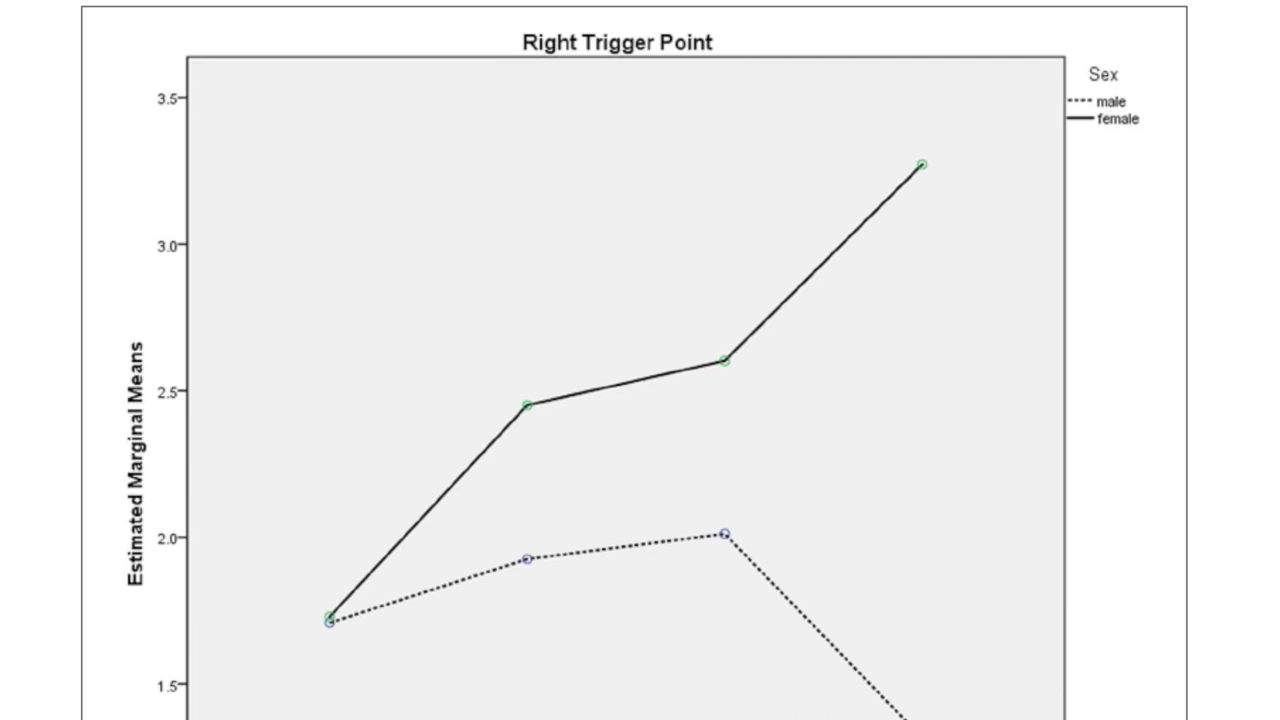 Right Trigger Point
Sex
male
female
3.5
3.0
2.5
2.0
1.5
Estimated Marginal Means